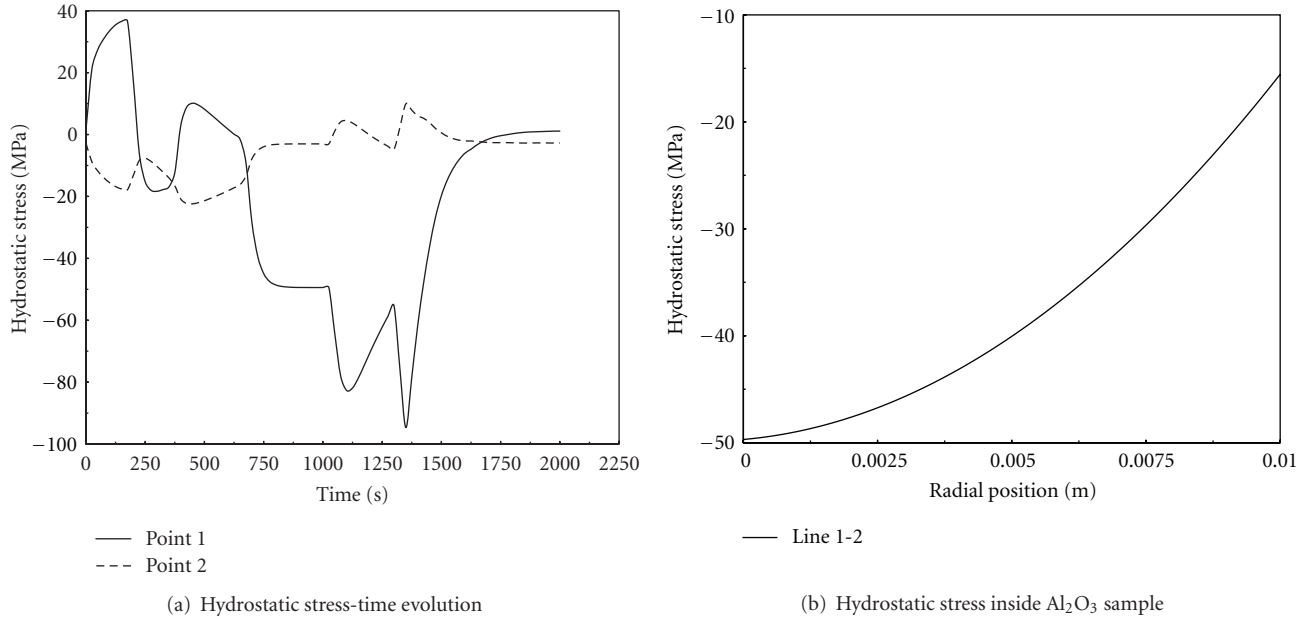 40
20
0
−20
−40
−60
−80
−100
Hydrostatic stress (MPa)
0 250 500 750 1000 1250 1500 1750 2000 2250
Time (s)
Point 1
Point 2
(a) Hydrostatic stress-time evolution
−10
−20
−30
−40
−50
Hydrostatic stress (MPa)
0 0.0025 0.005 0.0075 0.01
Radial position (m)
Line 1-2
(b) Hydrostatic stress inside Al₂O₃ sample